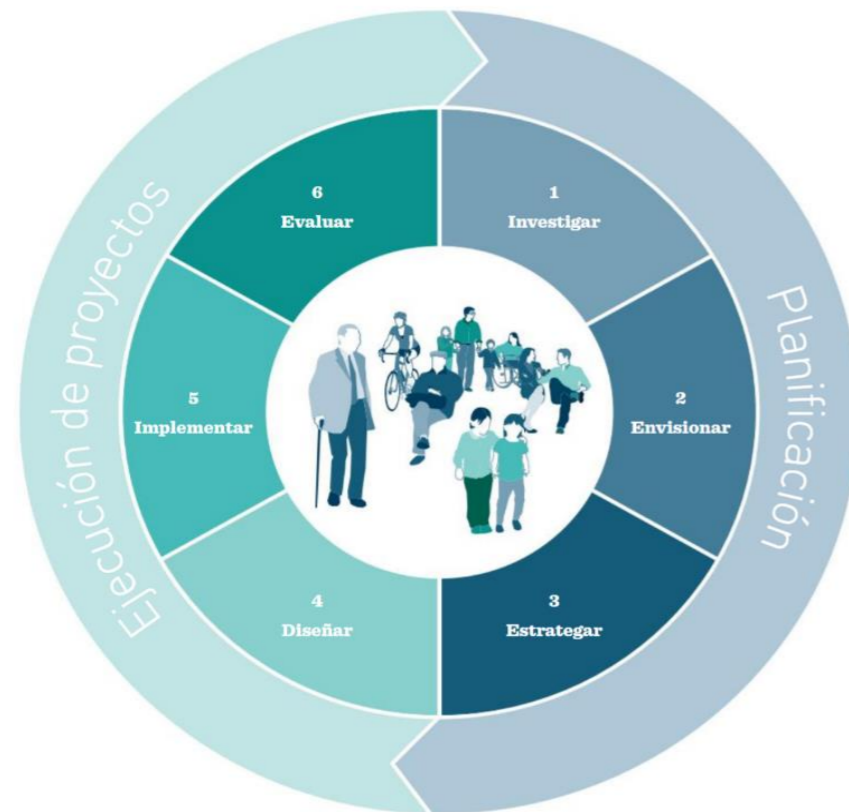 Planificación
1
Investigar
2
Envisionar
3
Estrategar
Ejecución de proyectos
4
Diseñar
5
Implementar
6
Evaluar